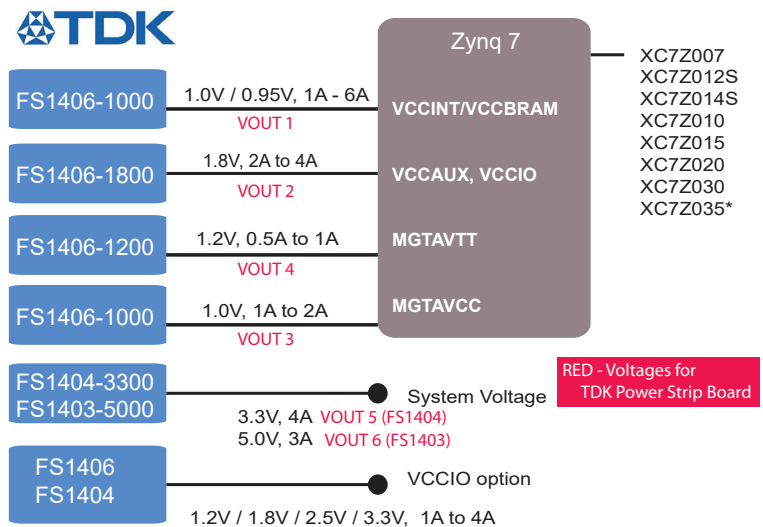 TDK
Zynq 7
XC7Z007
XC7Z012S
XC7Z014S
XC7Z010
XC7Z015
XC7Z020
XC7Z030
XC7Z035*
FS1406-1000
1.0V / 0.95V, 1A - 6A
VOUT 1
VCCINT/VCCBRAM
FS1406-1800
1.8V, 2A to 4A
VOUT 2
VCCAUX, VCCIO
FS1406-1200
1.2V, 0.5A to 1A
VOUT 4
MGTAVTT
FS1406-1000
1.0V, 1A to 2A
VOUT 3
MGTAVCC
FS1404-3300
FS1403-5000
System Voltage
3.3V, 4A VOUT 5 (FS1404)
5.0V, 3A VOUT 6 (FS1403)
RED - Voltages for
TDK Power Strip Board
FS1406
FS1404
VCCIO option
1.2V / 1.8V / 2.5V / 3.3V, 1A to 4A